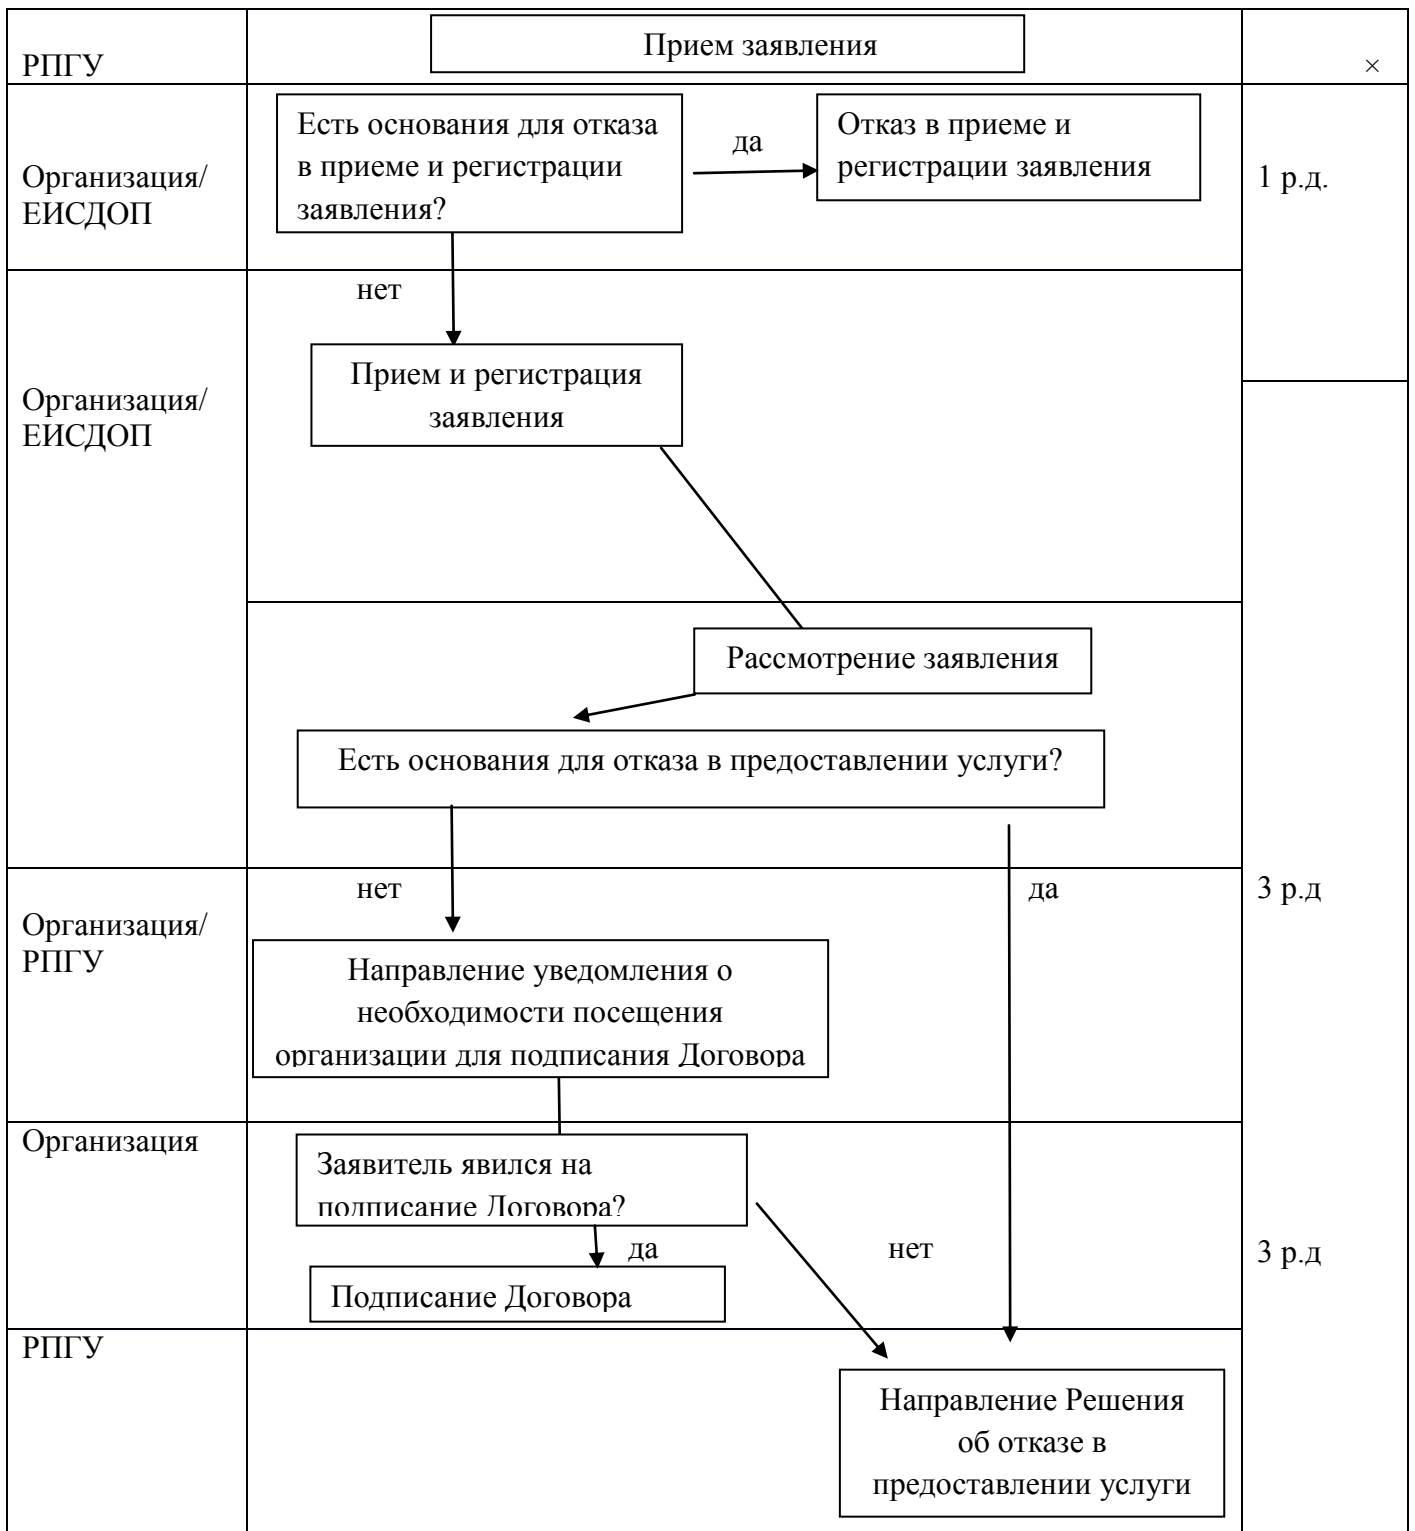 Прием заявления
РПГУ
×
Есть основания для отказа
в приеме и регистрации
заявления?
да
Отказ в приеме и
регистрации заявления
Организация/
ЕИСДОП
1 р.д.
нет
Прием и регистрация
заявления
Организация/
ЕИСДОП
Рассмотрение заявления
Есть основания для отказа в предоставлении услуги?
нет
да
3 р.д
Организация/
РПГУ
Направление уведомления о
необходимости посещения
организации для подписания Договора
Организация
Заявитель явился на
подписание Договора?
да
нет
3 р.д
Подписание Договора
РПГУ
Направление Решения
об отказе в
предоставлении услуги